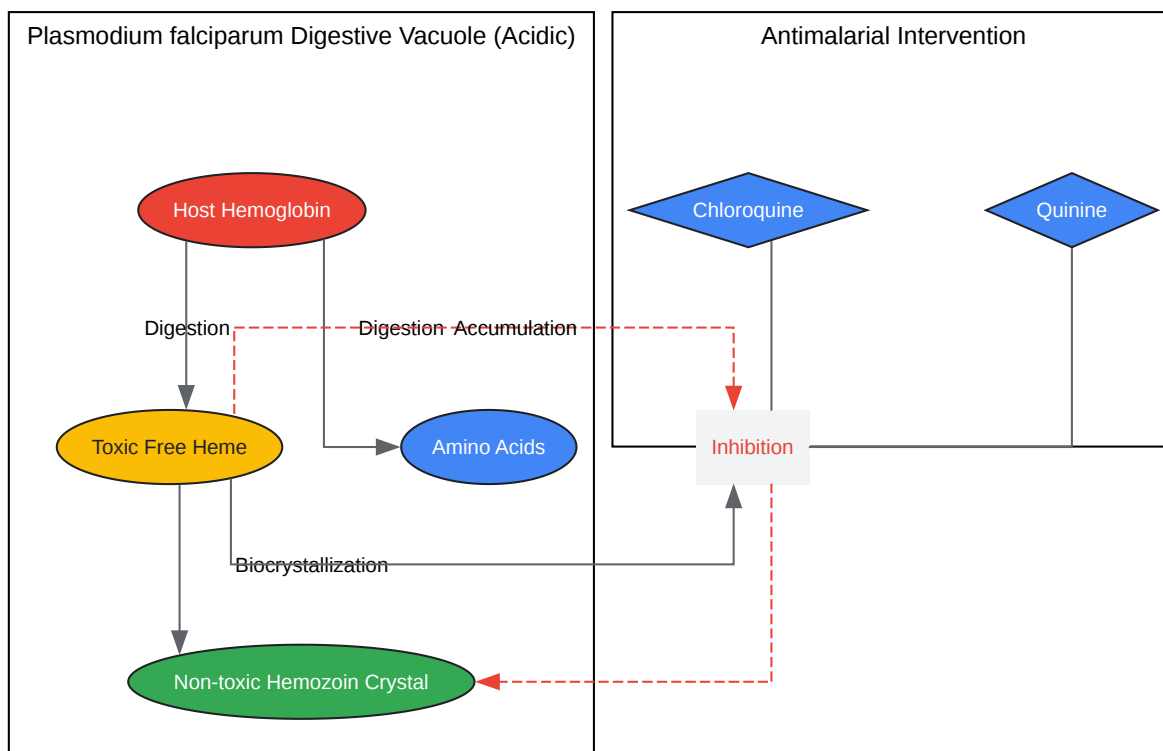 Plasmodium falciparum Digestive Vacuole (Acidic)
Antimalarial Intervention
Host Hemoglobin
Chloroquine
Quinine
Digestion
Digestion
Accumulation
Toxic Free Heme
Amino Acids
Inhibition
Biocrystallization
Non-toxic Hemozoin Crystal